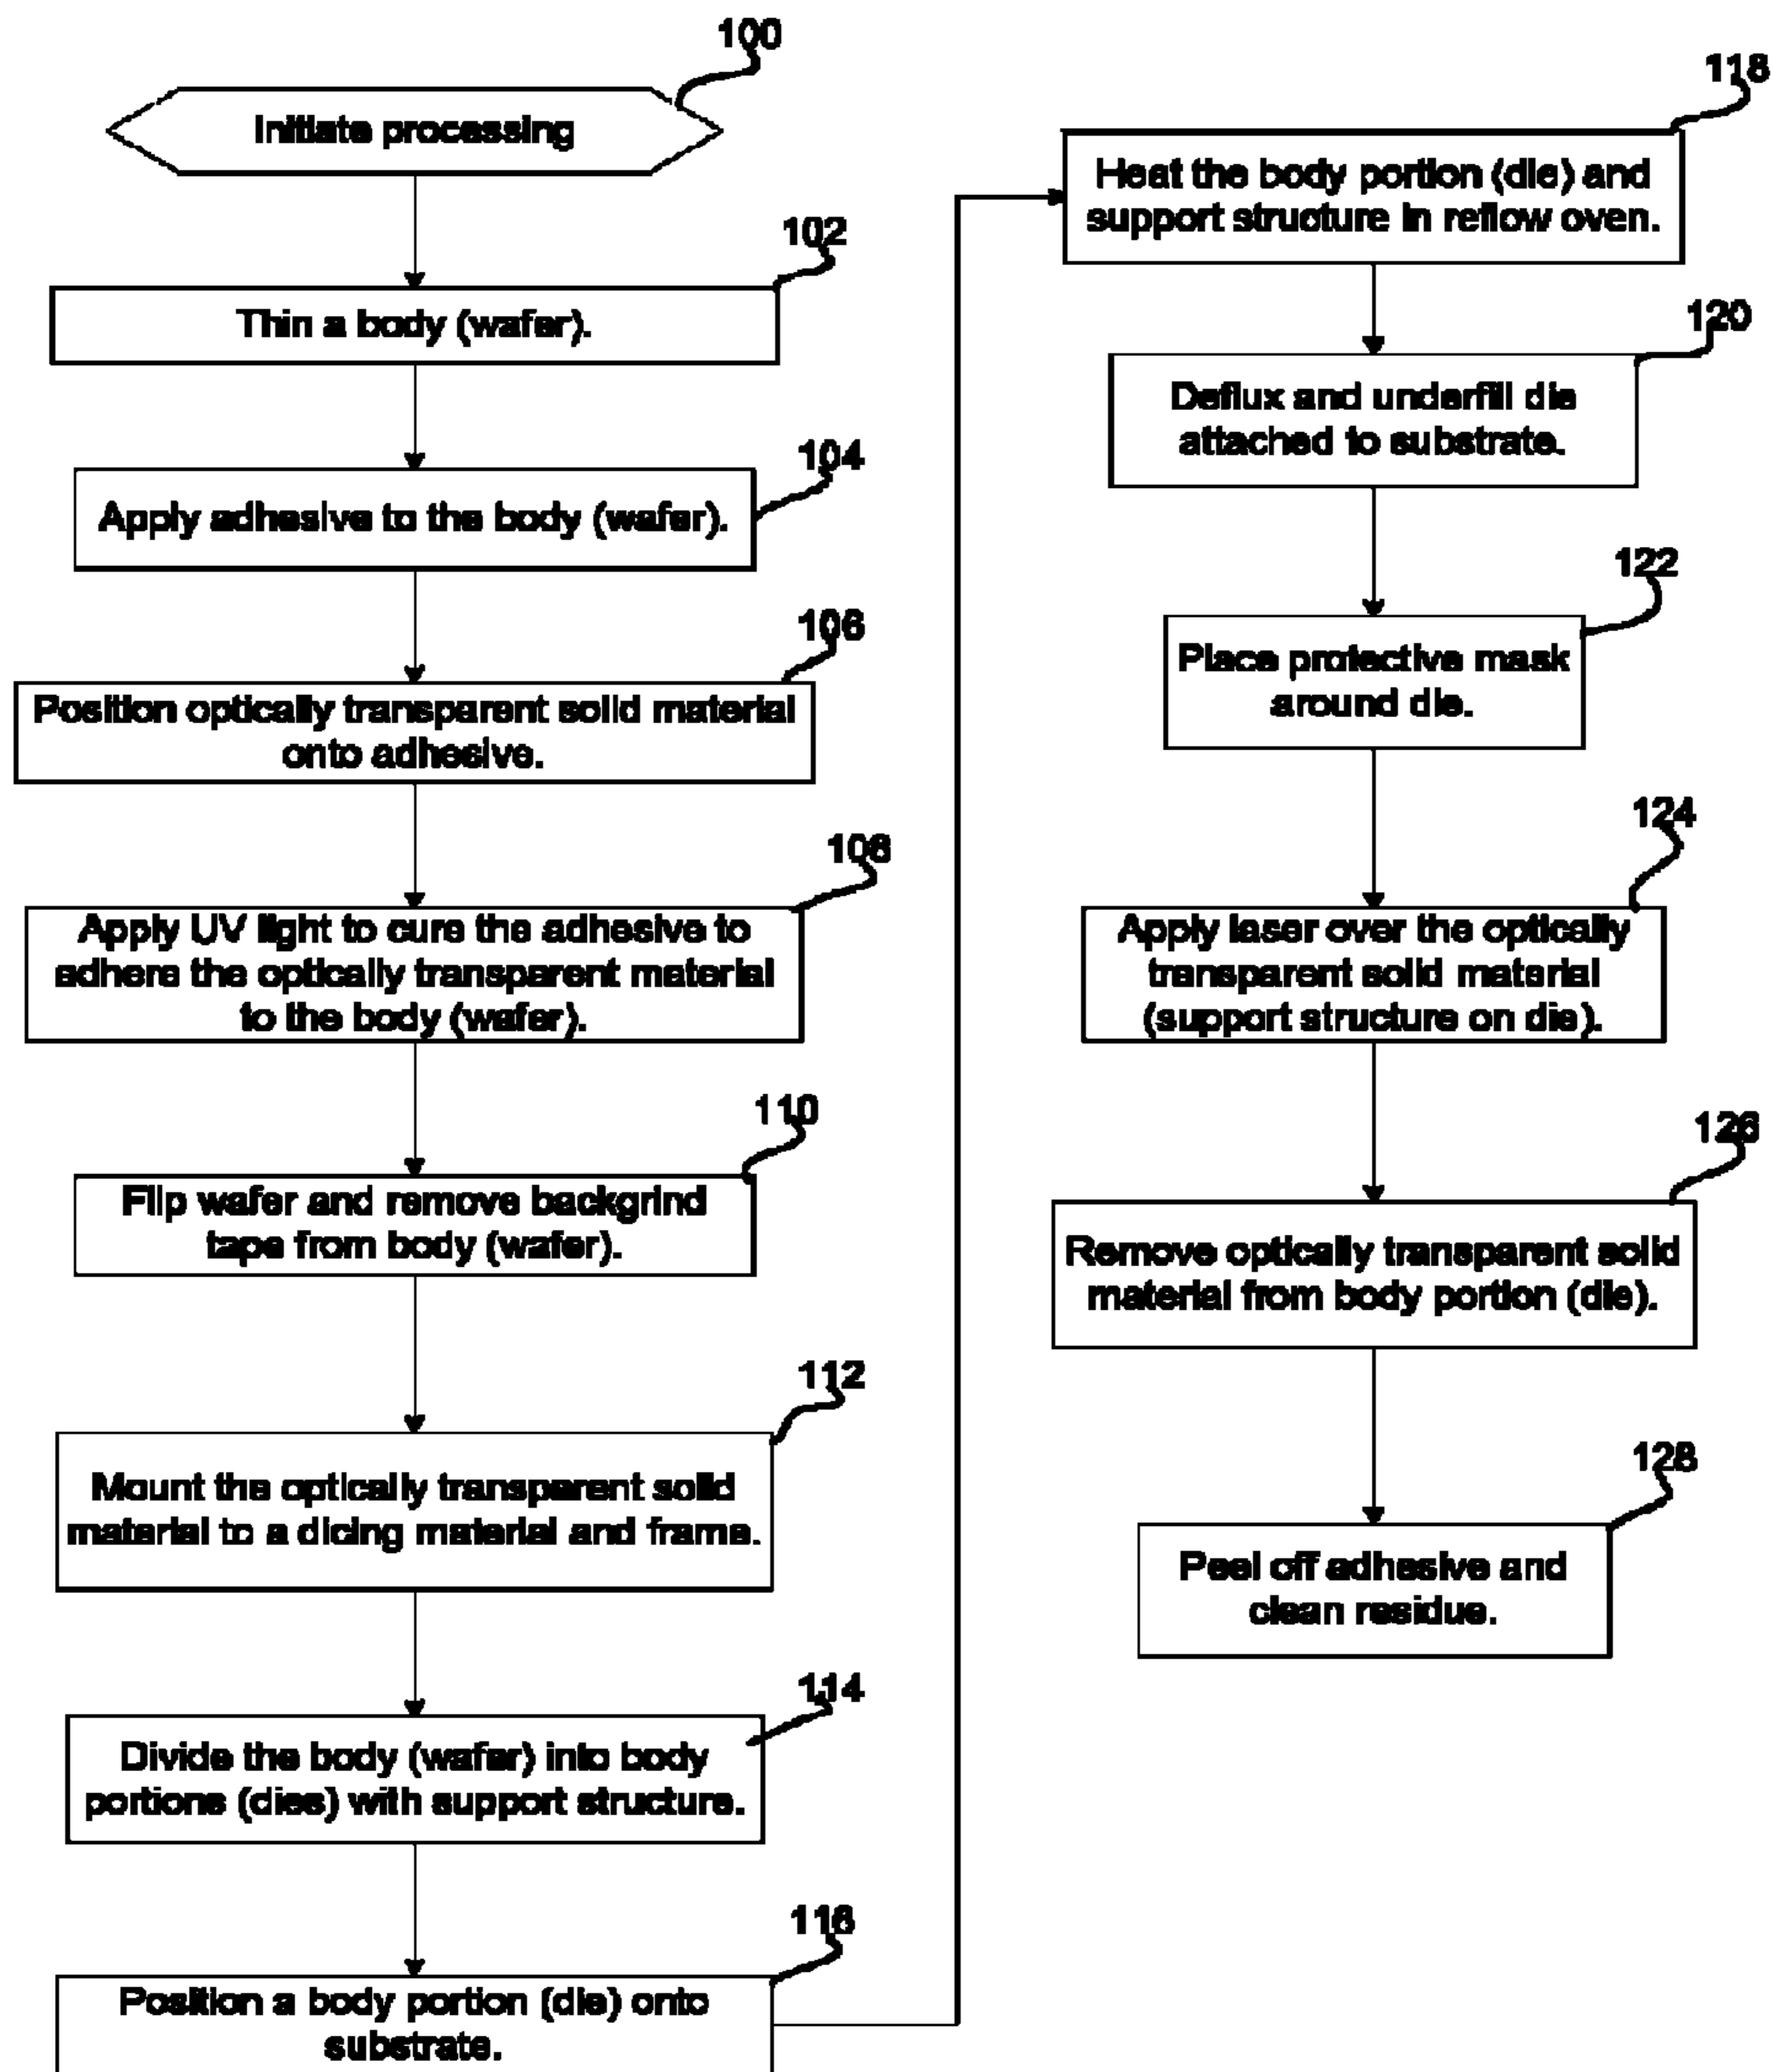 100
Initiate processing
102
Thin a body (wafer).
104
Apply adhesive to the body (wafer).
106
Position optically transparent solid material
onto adhesive.
108
Apply UV light to cure the adhesive to
adhere the optically transparent material
to the body (wafer).
110
Flip wafer and remove backgrind
tape from body (wafer).
112
Mount the optically transparent solid
material to a dicing material and frame.
114
Divide the body (wafer) into body
portions (dies) with support structure.
116
Position a body portion (die) onto
substrate.
118
Heat the body portion (die) and
support structure in reflow oven.
120
Deflux and underfill die
attached to substrate.
122
Place protective mask
around die.
124
Apply laser over the optically
transparent solid material
(support structure on die).
126
Remove optically transparent solid
material from body portion (die).
128
Peel off adhesive and
clean residue.